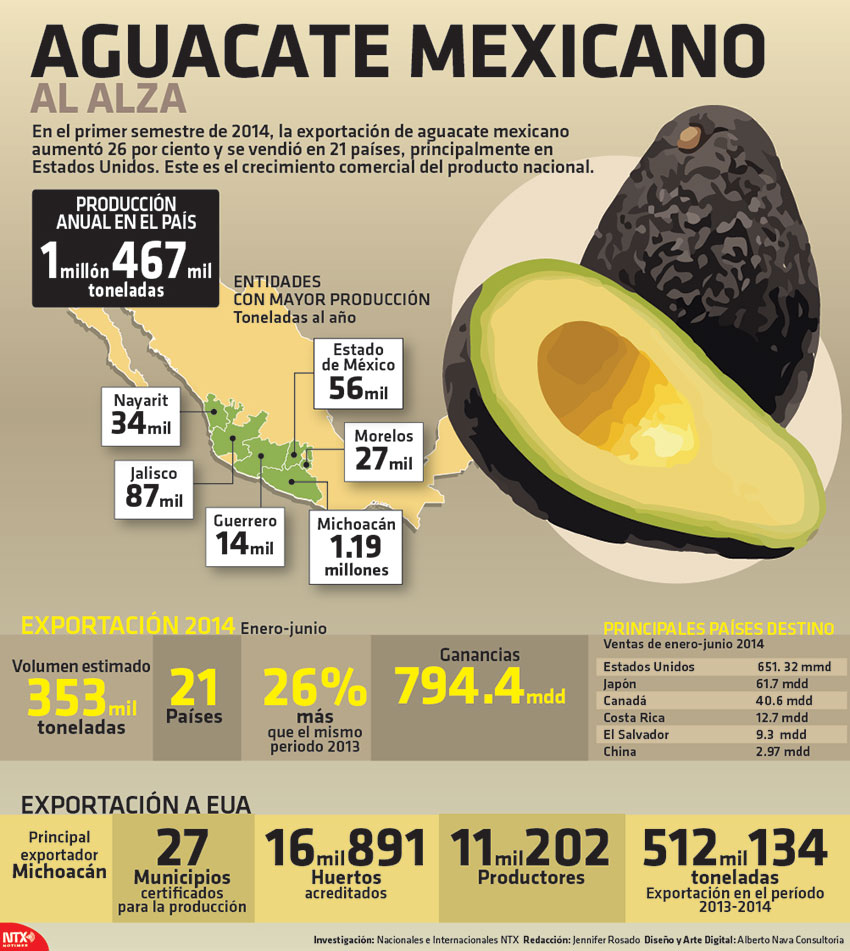 AGUACATE MEXICANO
AL ALZA
En el primer semestre de 2014, la exportación de aguacate mexicano
aumentó 26 por ciento y se vendió en 21 países, principalmente en
Estados Unidos. Este es el crecimiento comercial del producto nacional.
PRODUCCIÓN
ANUAL EN EL PAÍS
1 millón 467 mil
toneladas
ENTIDADES
CON MAYOR PRODUCCIÓN
Toneladas al año
Estado
de México
56 mil
Nayarit
34 mil
Morelos
27 mil
Jalisco
87 mil
Guerrero
14 mil
Michoacán
1.19
millones
EXPORTACIÓN 2014 Enero-junio
Volumen estimado
353 mil
toneladas
21
Países
26%
más
que el mismo
periodo 2013
Ganancias
794.4 mdd
PRINCIPALES PAÍSES DESTINO
Ventas de enero-junio 2014
Estados Unidos 651. 32 mmd
Japón 61.7 mdd
Canadá 40.6 mdd
Costa Rica 12.7 mdd
El Salvador 9.3 mdd
China 2.97 mdd
EXPORTACIÓN A EUA
Principal
exportador
Michoacán
27
Municipios
certificados
para la producción
16 mil 891
Huertos
acreditados
11 mil 202
Productores
512 mil 134
toneladas
Exportación en el período
2013-2014
NTX
NOTIMEX
Investigación: Nacionales e Internacionales NTX Redacción: Jennifer Rosado Diseño y Arte Digital: Alberto Nava Consultoría